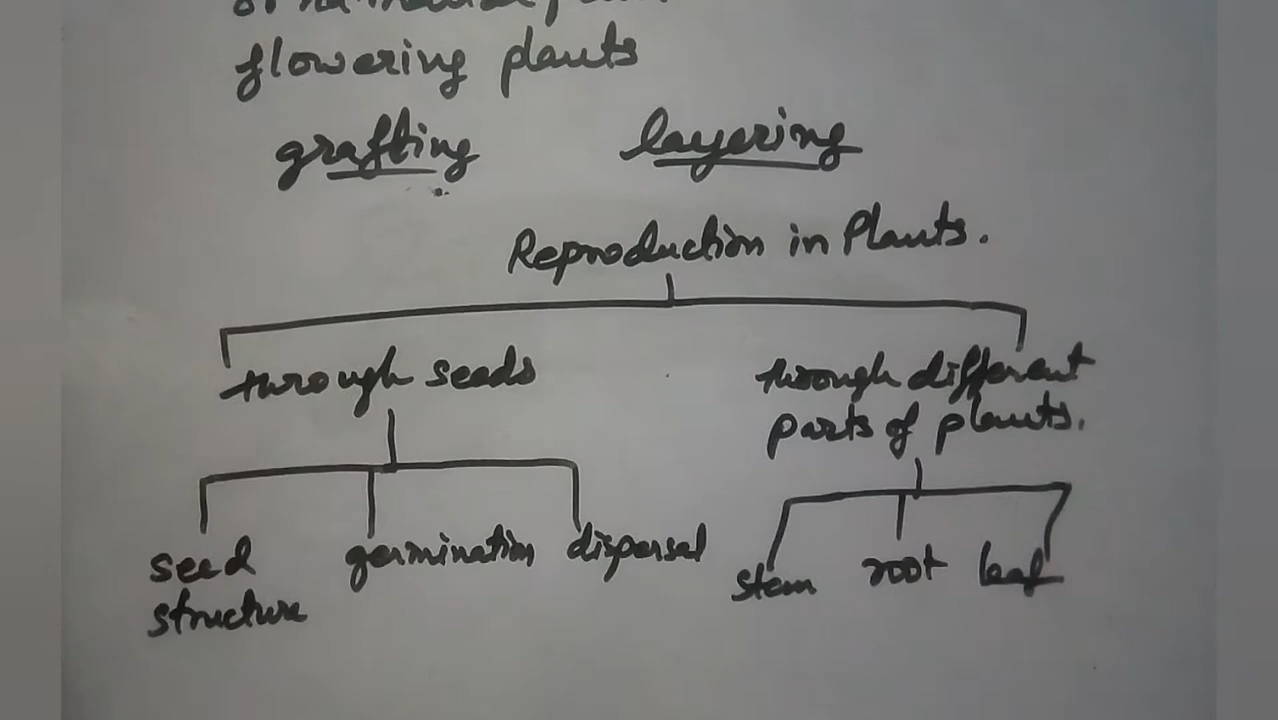 flowering plants
grafting layering
Reproduction in Plants.
through seeds
through different
parts of plants.
seed
structure
germination
dispersal
stem
root
leaf